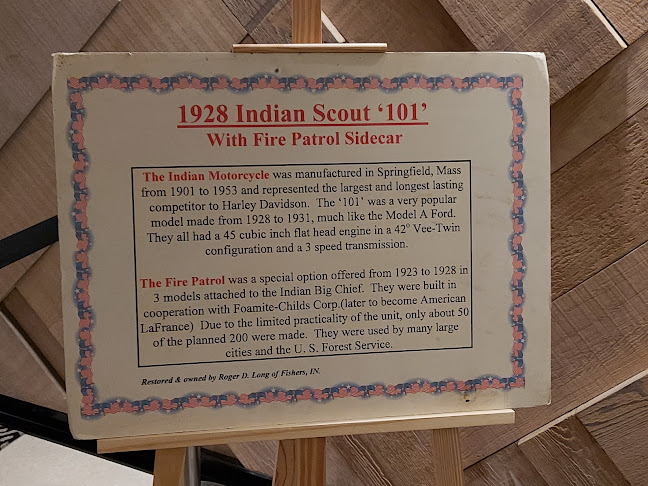 1928 Indian Scout ‘101’
With Fire Patrol Sidecar
The Indian Motorcycle was manufactured in Springfield, Mass
from 1901 to 1953 and represented the largest and longest lasting
competitor to Harley Davidson. The ‘101’ was a very popular
model made from 1928 to 1931, much like the Model A Ford.
They all had a 45 cubic inch flat head engine in a 42° Vee-Twin
configuration and a 3 speed transmission.
The Fire Patrol was a special option offered from 1923 to 1928 in
3 models attached to the Indian Big Chief. They were built in
cooperation with Foamite-Childs Corp.(later to become American
LaFrance) Due to the limited practicality of the unit, only about 50
of the planned 200 were made. They were used by many large
cities and the U. S. Forest Service.
Restored & owned by Roger D. Long of Fishers, IN.